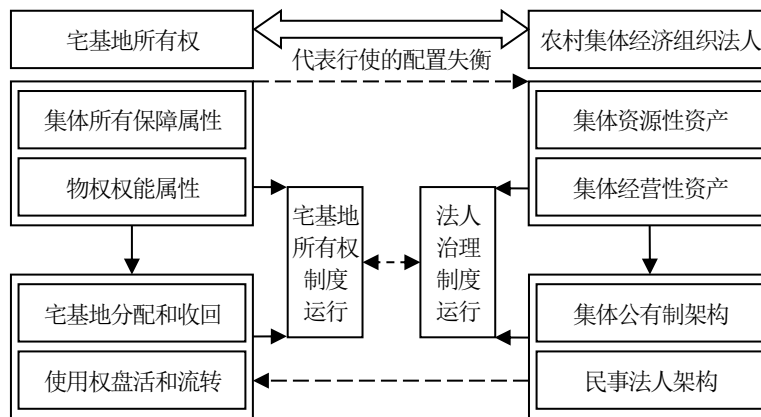 宅基地所有权
农村集体经济组织法人
代表行使的配置失衡
集体所有保障属性
物权权能属性
集体资源性资产
集体经营性资产
宅基地
所有权
制度
运行
法人
治理
制度
运行
宅基地分配和收回
使用权盘活和流转
集体公有制架构
民事法人架构